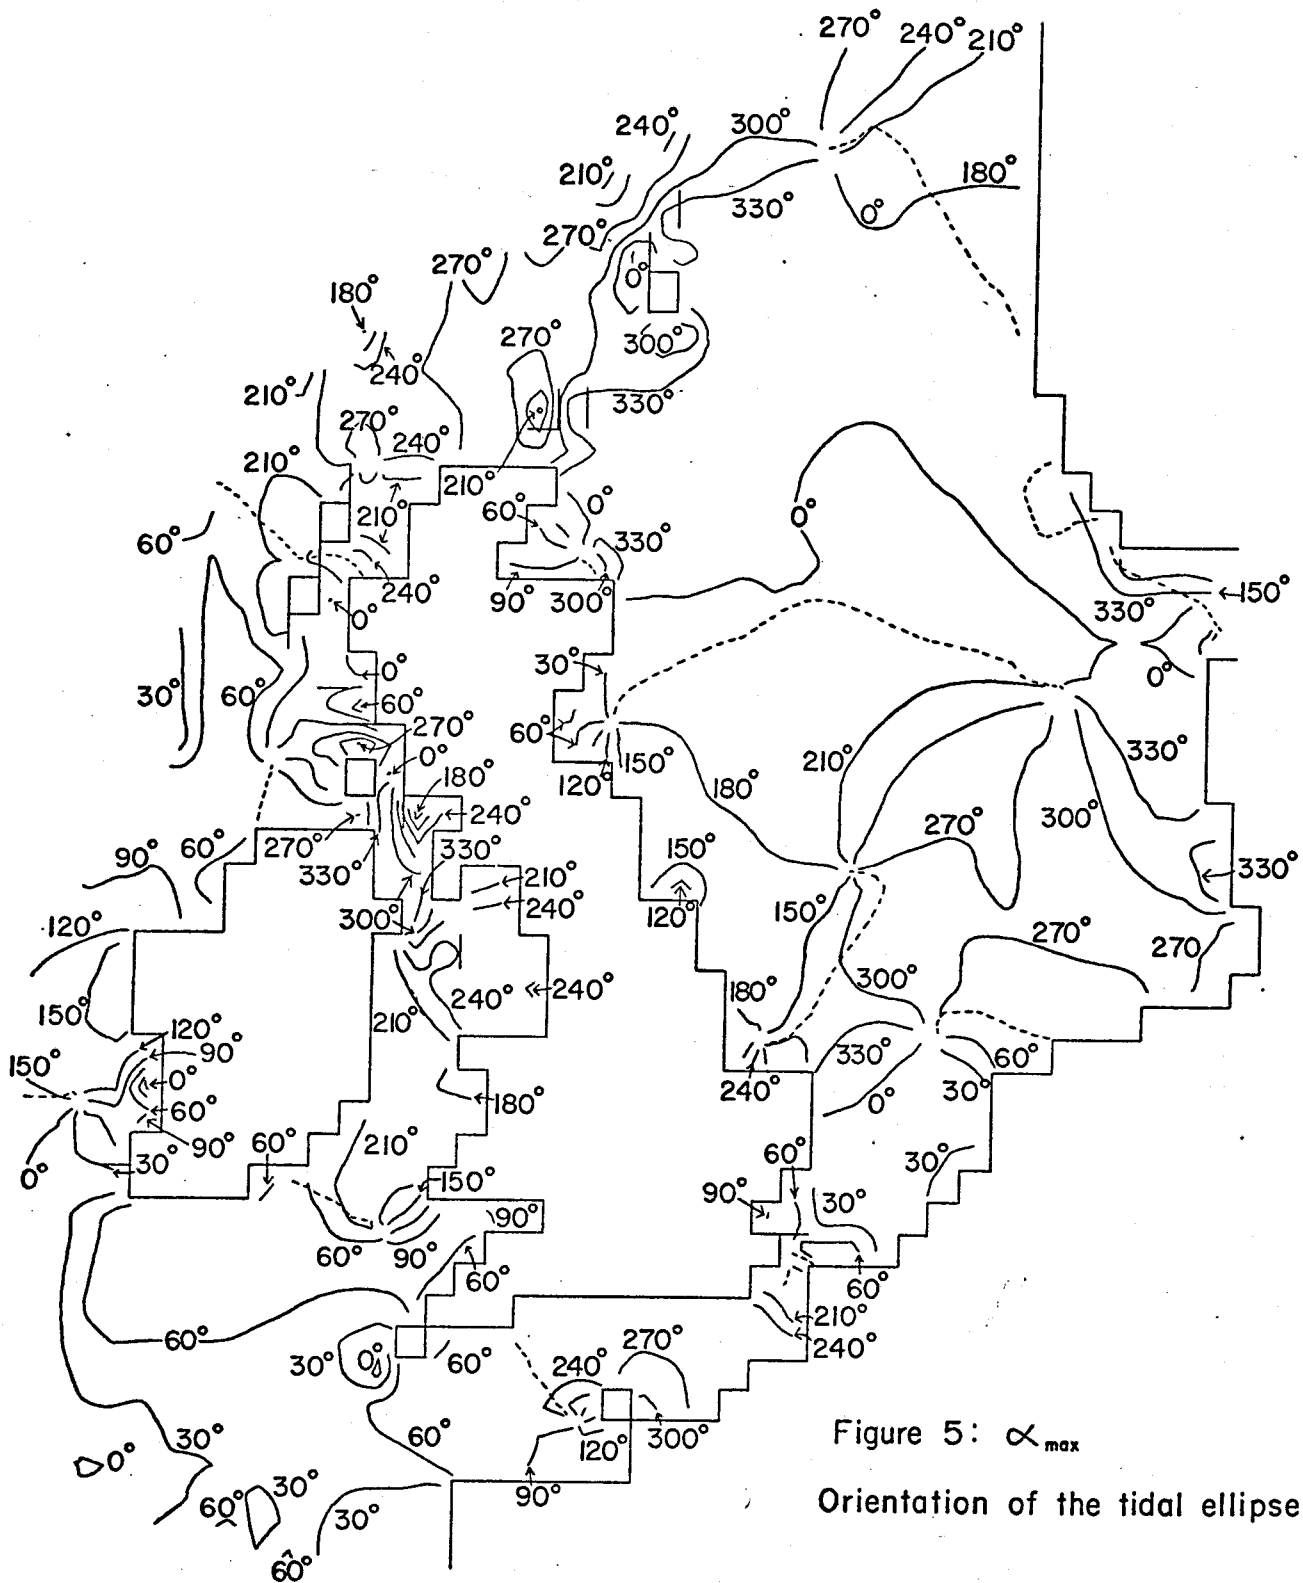 270° 240° 210°
240° 300°
210° 330° 180°
0°
270°
270° 0°
180°
270° 300°
240°
210° 330°
270° 240°
210° 210°
60° 0° 0°
210° 330°
60°
240° 90° 300° 150°
0° 330°
30°
0° 0°
30° 60° 60°
270° 60° 330°
0° 150° 210°
180° 120° 180°
240° 270° 300°
60° 270° 330° 150°
90° 330° 330°
210°
300° 240° 120° 150°
120° 270° 270
240° 240° 180° 300°
150° 210°
120° 330° 60°
150° 90°
0° 240° 30°
60° 180° 0°
90° 60° 210° 60° 30°
0° 30° 150° 90° 30°
90°
60° 90° 60° 60°
210°
60° 270° 240°
30° 0° 60° 240°
60° 120° 300°
30°
0° 90°
30° 60° 30°
60°
Figure 5: ∝max
Orientation of the tidal ellipse